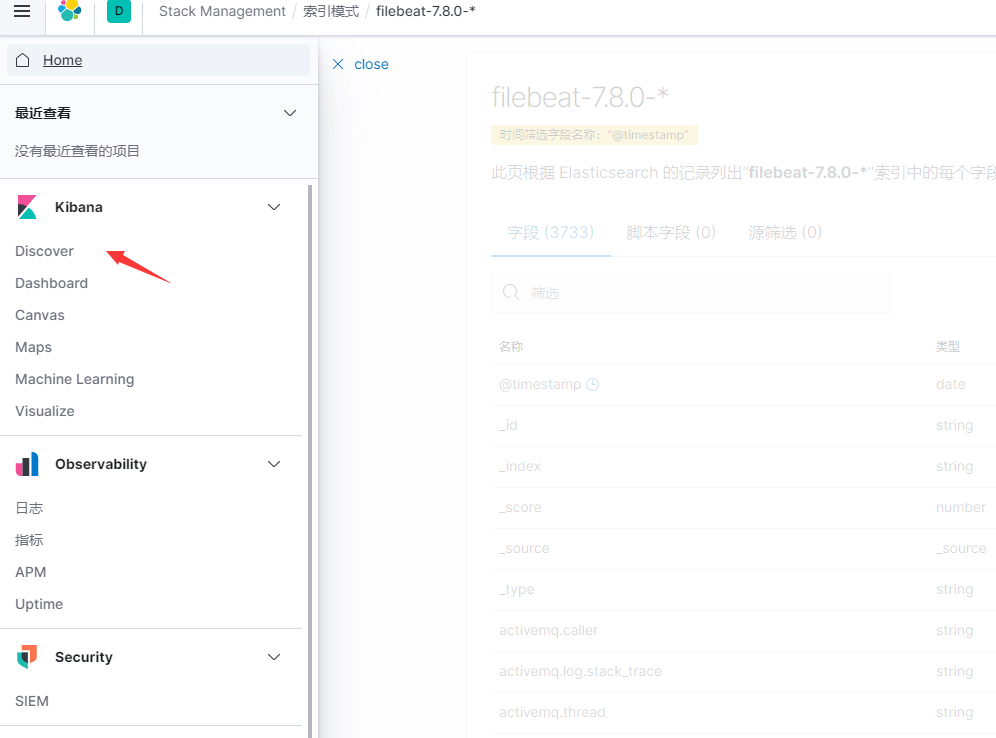 D Stack Management / 索引模式 / filebeat-7.8.0-*
Home
close
最近查看
没有最近查看的项目
Kibana
Discover
Dashboard
Canvas
Maps
Machine Learning
Visualize
Observability
日志
指标
APM
Uptime
Security
SIEM
filebeat-7.8.0-*
时间筛选字段名称: "@timestamp"
此页根据 Elasticsearch 的记录列出“filebeat-7.8.0-*”索引中的每个字段
字段 (3733) 脚本字段 (0) 源筛选 (0)
筛选
名称 类型
@timestamp date
_id string
_index string
_score number
_source _source
_type string
activemq.caller string
activemq.log.stack_trace string
activemq.thread string